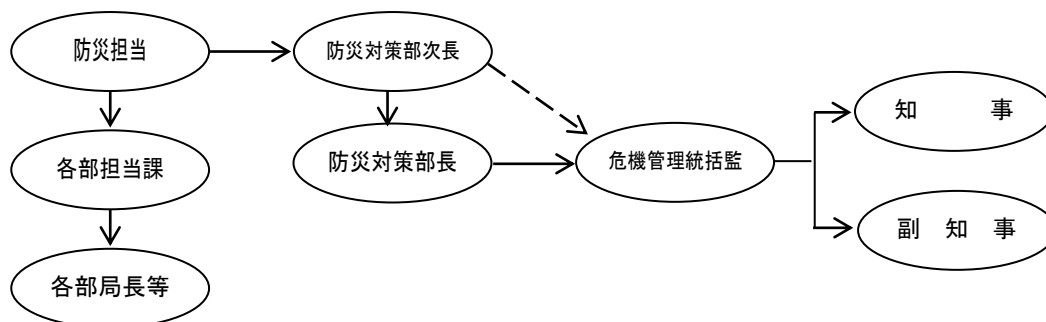 防災担当
防災対策部次長
知　　　事
各部担当課
防災対策部長
危機管理統括監
副　知　事
各部局長等